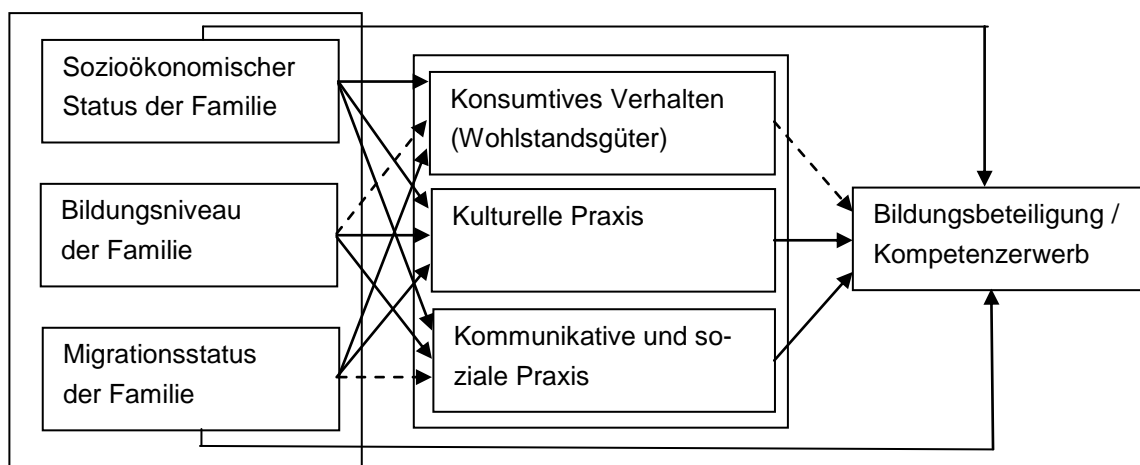 Sozioökonomischer
Status der Familie
Bildungsniveau
der Familie
Migrationsstatus
der Familie
Konsumtives Verhalten
(Wohlstandsgüter)
Kulturelle Praxis
Kommunikative und so-
ziale Praxis
Bildungsbeteiligung /
Kompetenzerwerb